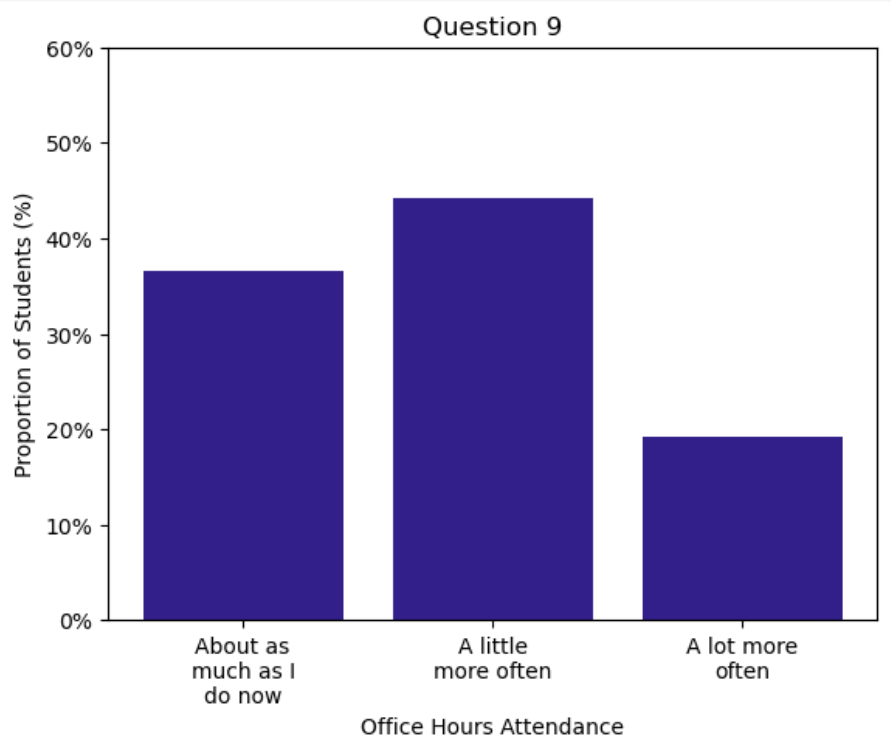 Question 9
60%
50%
40%
30%
20%
10%
0%
Proportion of Students (%)
About as
much as I
do now
A little
more often
A lot more
often
Office Hours Attendance